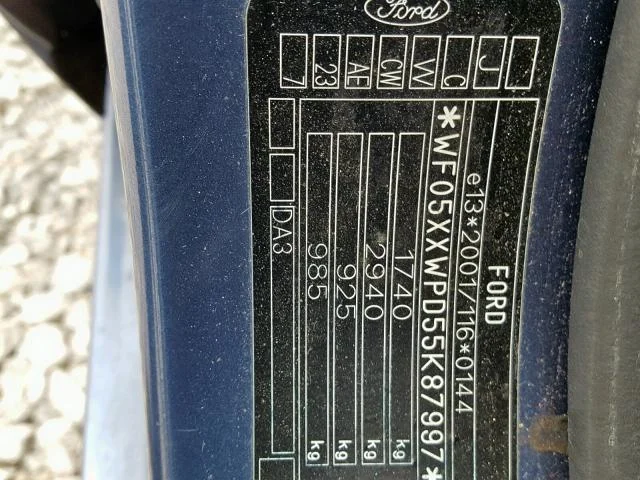 Ford
FORD
e13*2001/116*0144
*WF05XXWPD55K87997*
1740 kg
2940 kg
925 kg
985 kg
DA3
J
C
VV
CW
AE
23
7